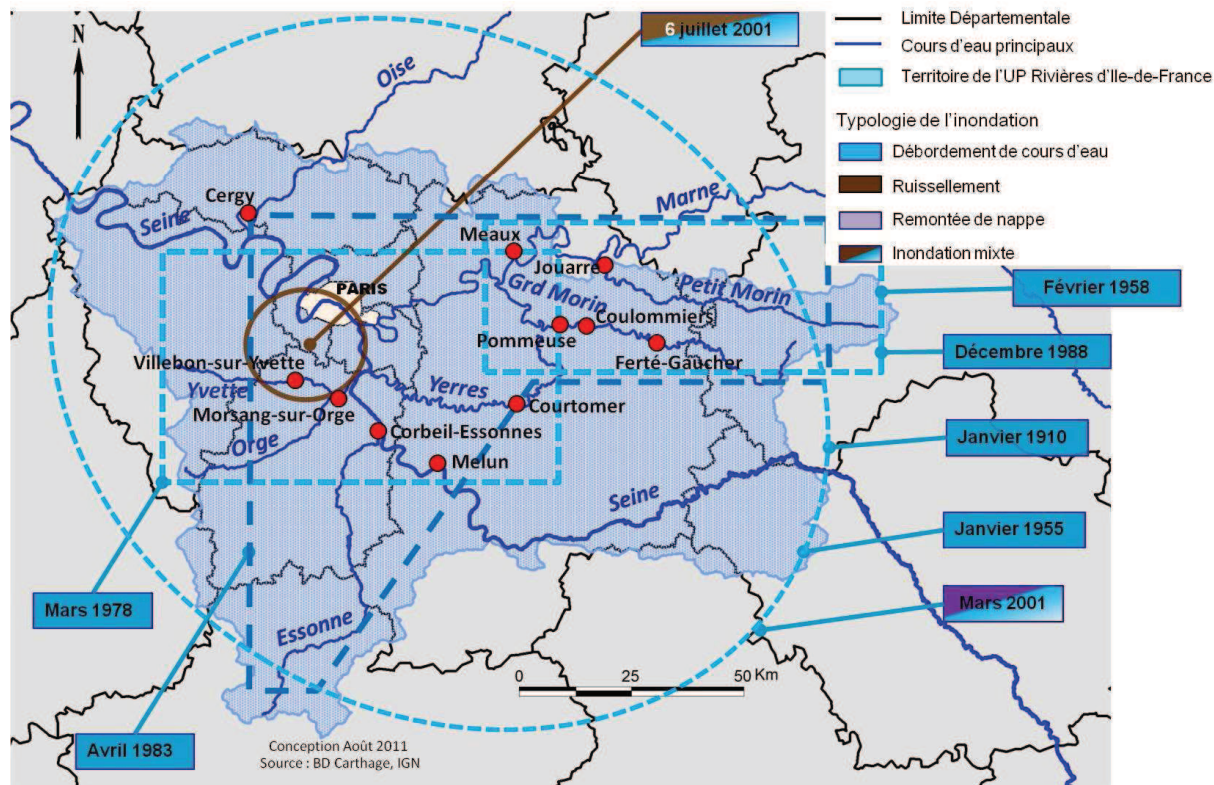 6 juillet 2001
Limite Départementale
Cours d'eau principaux
Territoire de l'UP Rivières d'Ile-de-France
Typologie de l'inondation
Débordement de cours d'eau
Ruissellement
Remontée de nappe
Inondation mixte
N
Oise
Cergy
Seine
Marne
Meaux
Jouarre
Petit Morin
PARIS
Grd Morin
Coulommiers
Pommeuse
Ferté-Gaucher
Villebon-sur-Yvette
Yvette
Yerres
Morsang-sur-Orge
Courtomer
Orge
Corbeil-Essonnes
Melun
Seine
Essonne
Février 1958
Décembre 1988
Janvier 1910
Janvier 1955
Mars 2001
Mars 1978
Avril 1983
0 25 50 Km
Conception Août 2011
Source : BD Carthage, IGN